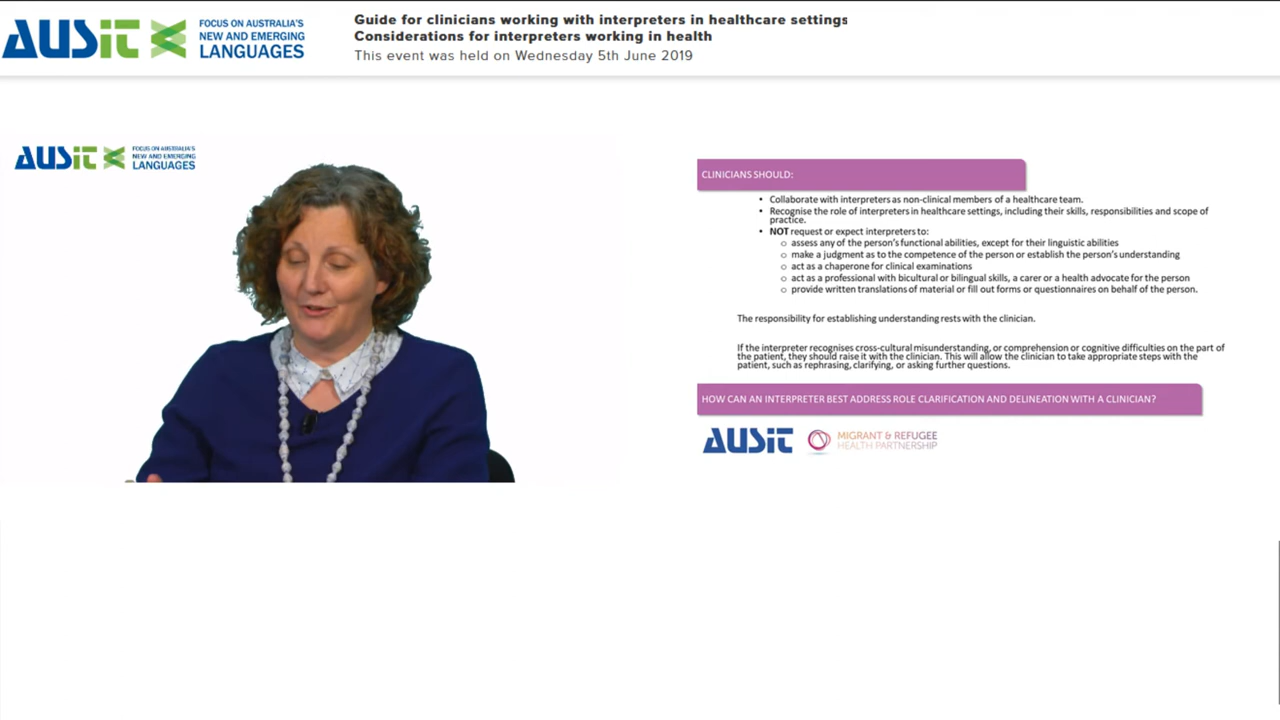 AUSiT
FOCUS ON AUSTRALIA'S
NEW AND EMERGING
LANGUAGES
Guide for clinicians working with interpreters in healthcare settings
Considerations for interpreters working in health
This event was held on Wednesday 5th June 2019
AUSiT
FOCUS ON AUSTRALIA'S
NEW AND EMERGING
LANGUAGES
CLINICIANS SHOULD:
• Collaborate with interpreters as non-clinical members of a healthcare team.
• Recognise the role of interpreters in healthcare settings, including their skills, responsibilities and scope of
practice.
• NOT request or expect interpreters to:
o assess any of the person's functional abilities, except for their linguistic abilities
o make a judgment as to the competence of the person or establish the person's understanding
o act as a chaperone for clinical examinations
o act as a professional with bicultural or bilingual skills, a carer or a health advocate for the person
o provide written translations of material or fill out forms or questionnaires on behalf of the person.
The responsibility for establishing understanding rests with the clinician.
If the interpreter recognises cross-cultural misunderstanding, or comprehension or cognitive difficulties on the part of
the patient, they should raise it with the clinician. This will allow the clinician to take appropriate steps with the
patient, such as rephrasing, clarifying, or asking further questions.
HOW CAN AN INTERPRETER BEST ADDRESS ROLE CLARIFICATION AND DELINEATION WITH A CLINICIAN?
AUSiT
MIGRANT & REFUGEE
HEALTH PARTNERSHIP